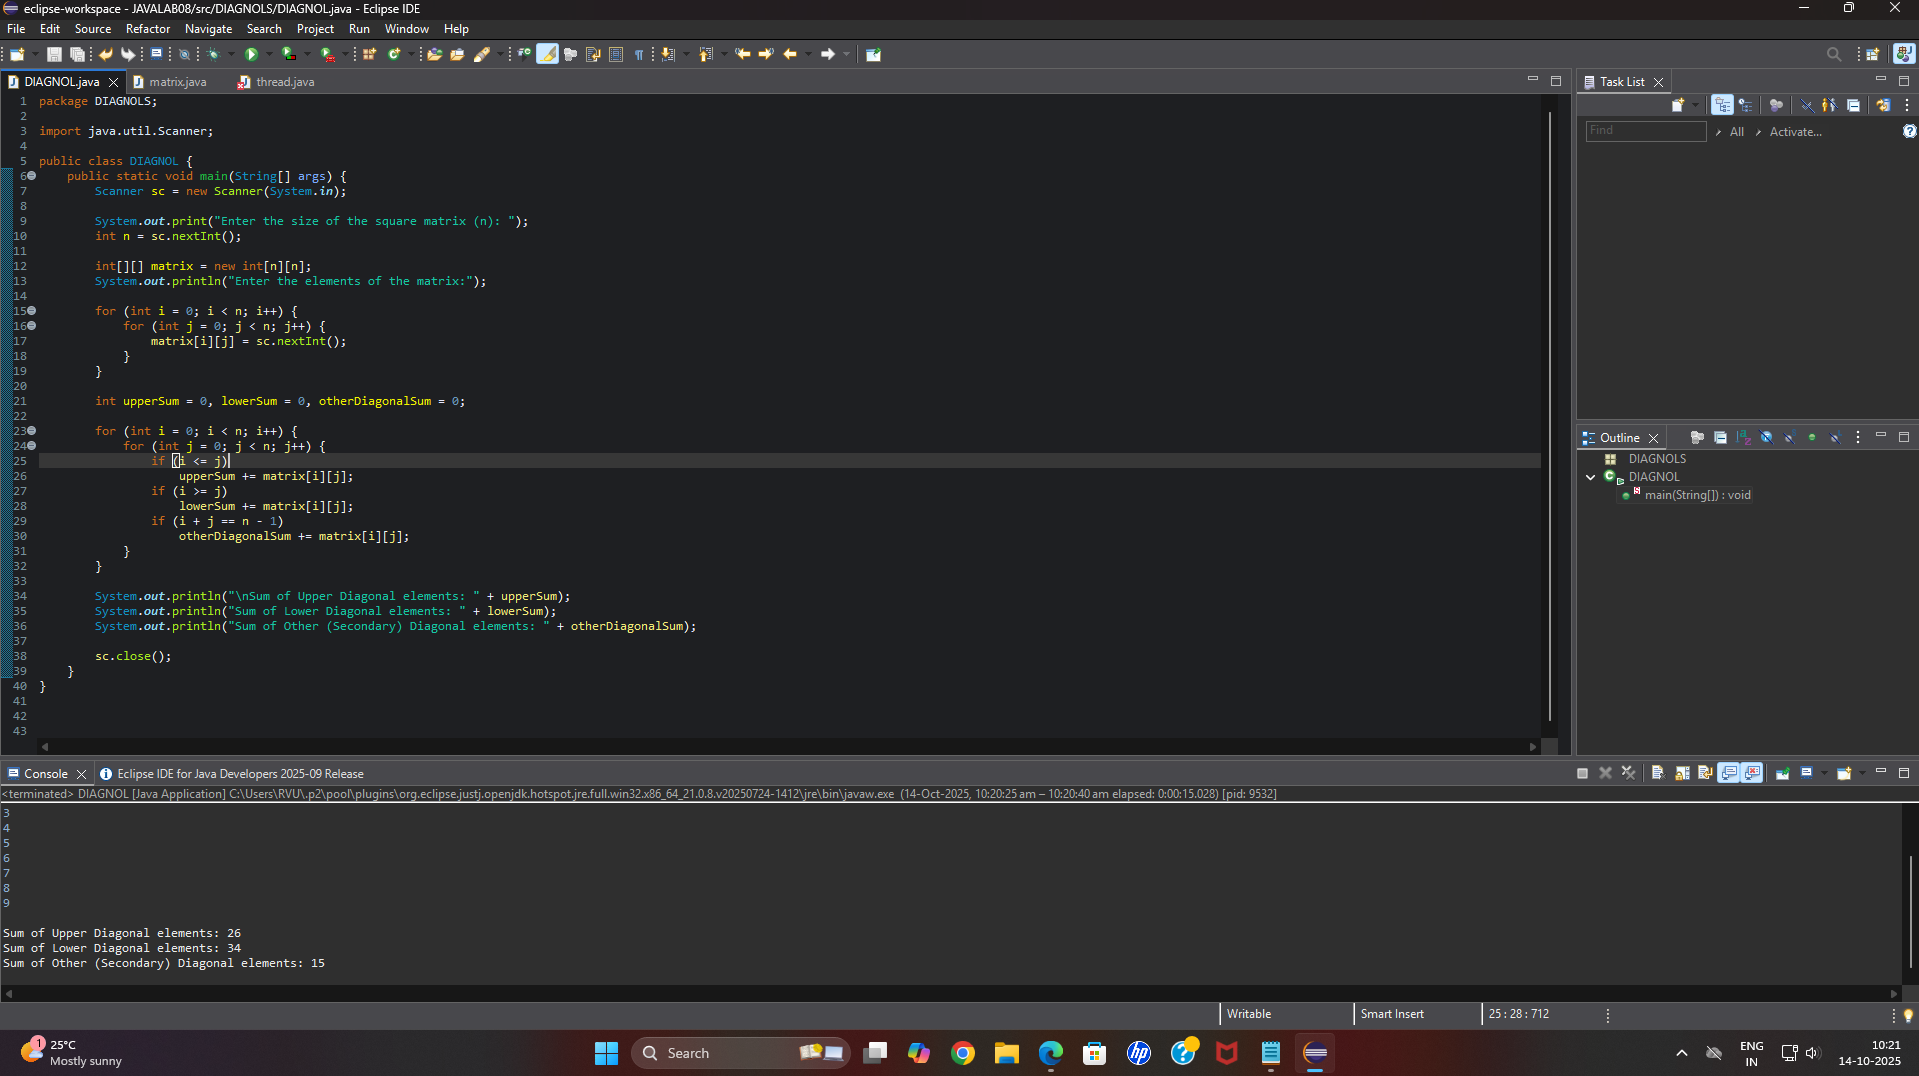 eclipse-workspace - JAVALAB08/src/DIAGNOLS/DIAGNOL.java - Eclipse IDE
File Edit Source Refactor Navigate Search Project Run Window Help
DIAGNOL.java matrix.java thread.java
1 package DIAGNOLS;
2
3 import java.util.Scanner;
4
5 public class DIAGNOL {
6 public static void main(String[] args) {
7 Scanner sc = new Scanner(System.in);
8
9 System.out.print("Enter the size of the square matrix (n): ");
10 int n = sc.nextInt();
11
12 int[][] matrix = new int[n][n];
13 System.out.println("Enter the elements of the matrix:");
14
15 for (int i = 0; i < n; i++) {
16 for (int j = 0; j < n; j++) {
17 matrix[i][j] = sc.nextInt();
18 }
19 }
20
21 int upperSum = 0, lowerSum = 0, otherDiagonalSum = 0;
22
23 for (int i = 0; i < n; i++) {
24 for (int j = 0; j < n; j++) {
25 if (i <= j)
26 upperSum += matrix[i][j];
27 if (i >= j)
28 lowerSum += matrix[i][j];
29 if (i + j == n - 1)
30 otherDiagonalSum += matrix[i][j];
31 }
32 }
33
34 System.out.println("\nSum of Upper Diagonal elements: " + upperSum);
35 System.out.println("Sum of Lower Diagonal elements: " + lowerSum);
36 System.out.println("Sum of Other (Secondary) Diagonal elements: " + otherDiagonalSum);
37
38 sc.close();
39 }
40 }
41
42
43
Task List
Find All Activate...
Outline
DIAGNOLS
DIAGNOL
main(String[]) : void
Console Eclipse IDE for Java Developers 2025-09 Release
<terminated> DIAGNOL [Java Application] C:\Users\RVU\.p2\pool\plugins\org.eclipse.justj.openjdk.hotspot.jre.full.win32.x86_64_21.0.8.v20250724-1412\jre\bin\javaw.exe (14-Oct-2025, 10:20:25 am – 10:20:40 am elapsed: 0:00:15.028) [pid: 9532]
3
4
5
6
7
8
9
Sum of Upper Diagonal elements: 26
Sum of Lower Diagonal elements: 34
Sum of Other (Secondary) Diagonal elements: 15
Writable Smart Insert 25 : 28 : 712
1
25°C
Mostly sunny
Search
hp
ENG
IN
10:21
14-10-2025